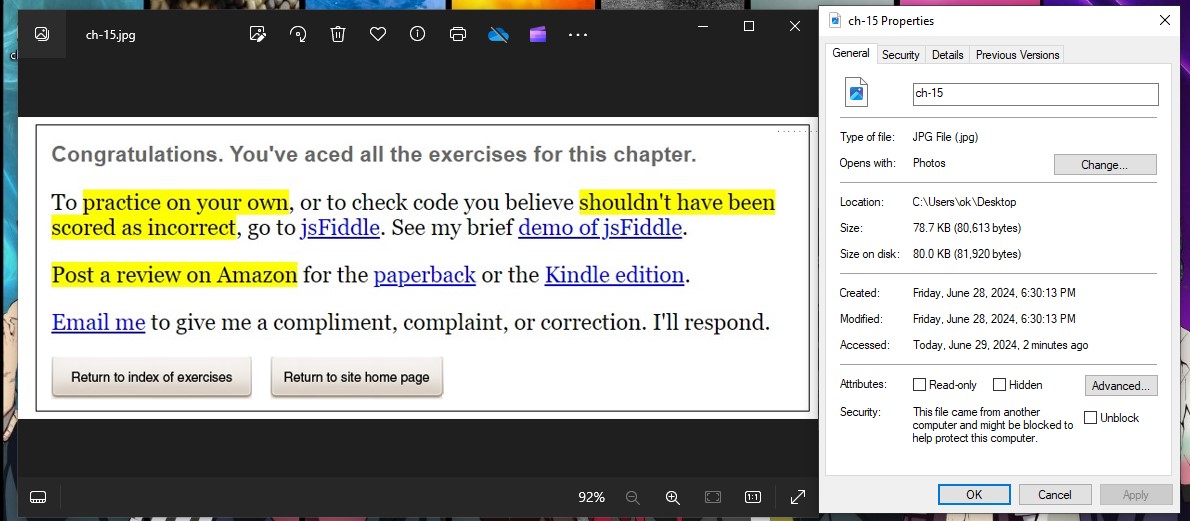 ch-15.jpg
Congratulations. You've aced all the exercises for this chapter.
To practice on your own, or to check code you believe shouldn't have been
scored as incorrect, go to jsFiddle. See my brief demo of jsFiddle.
Post a review on Amazon for the paperback or the Kindle edition.
Email me to give me a compliment, complaint, or correction. I'll respond.
Return to index of exercises Return to site home page
92% 1:1
ch-15 Properties
General Security Details Previous Versions
ch-15
Type of file: JPG File (.jpg)
Opens with: Photos Change...
Location: C:\Users\ok\Desktop
Size: 78.7 KB (80,613 bytes)
Size on disk: 80.0 KB (81,920 bytes)
Created: Friday, June 28, 2024, 6:30:13 PM
Modified: Friday, June 28, 2024, 6:30:13 PM
Accessed: Today, June 29, 2024, 2 minutes ago
Attributes: Read-only Hidden Advanced...
Security: This file came from another
computer and might be blocked to
help protect this computer.
Unblock
OK Cancel Apply